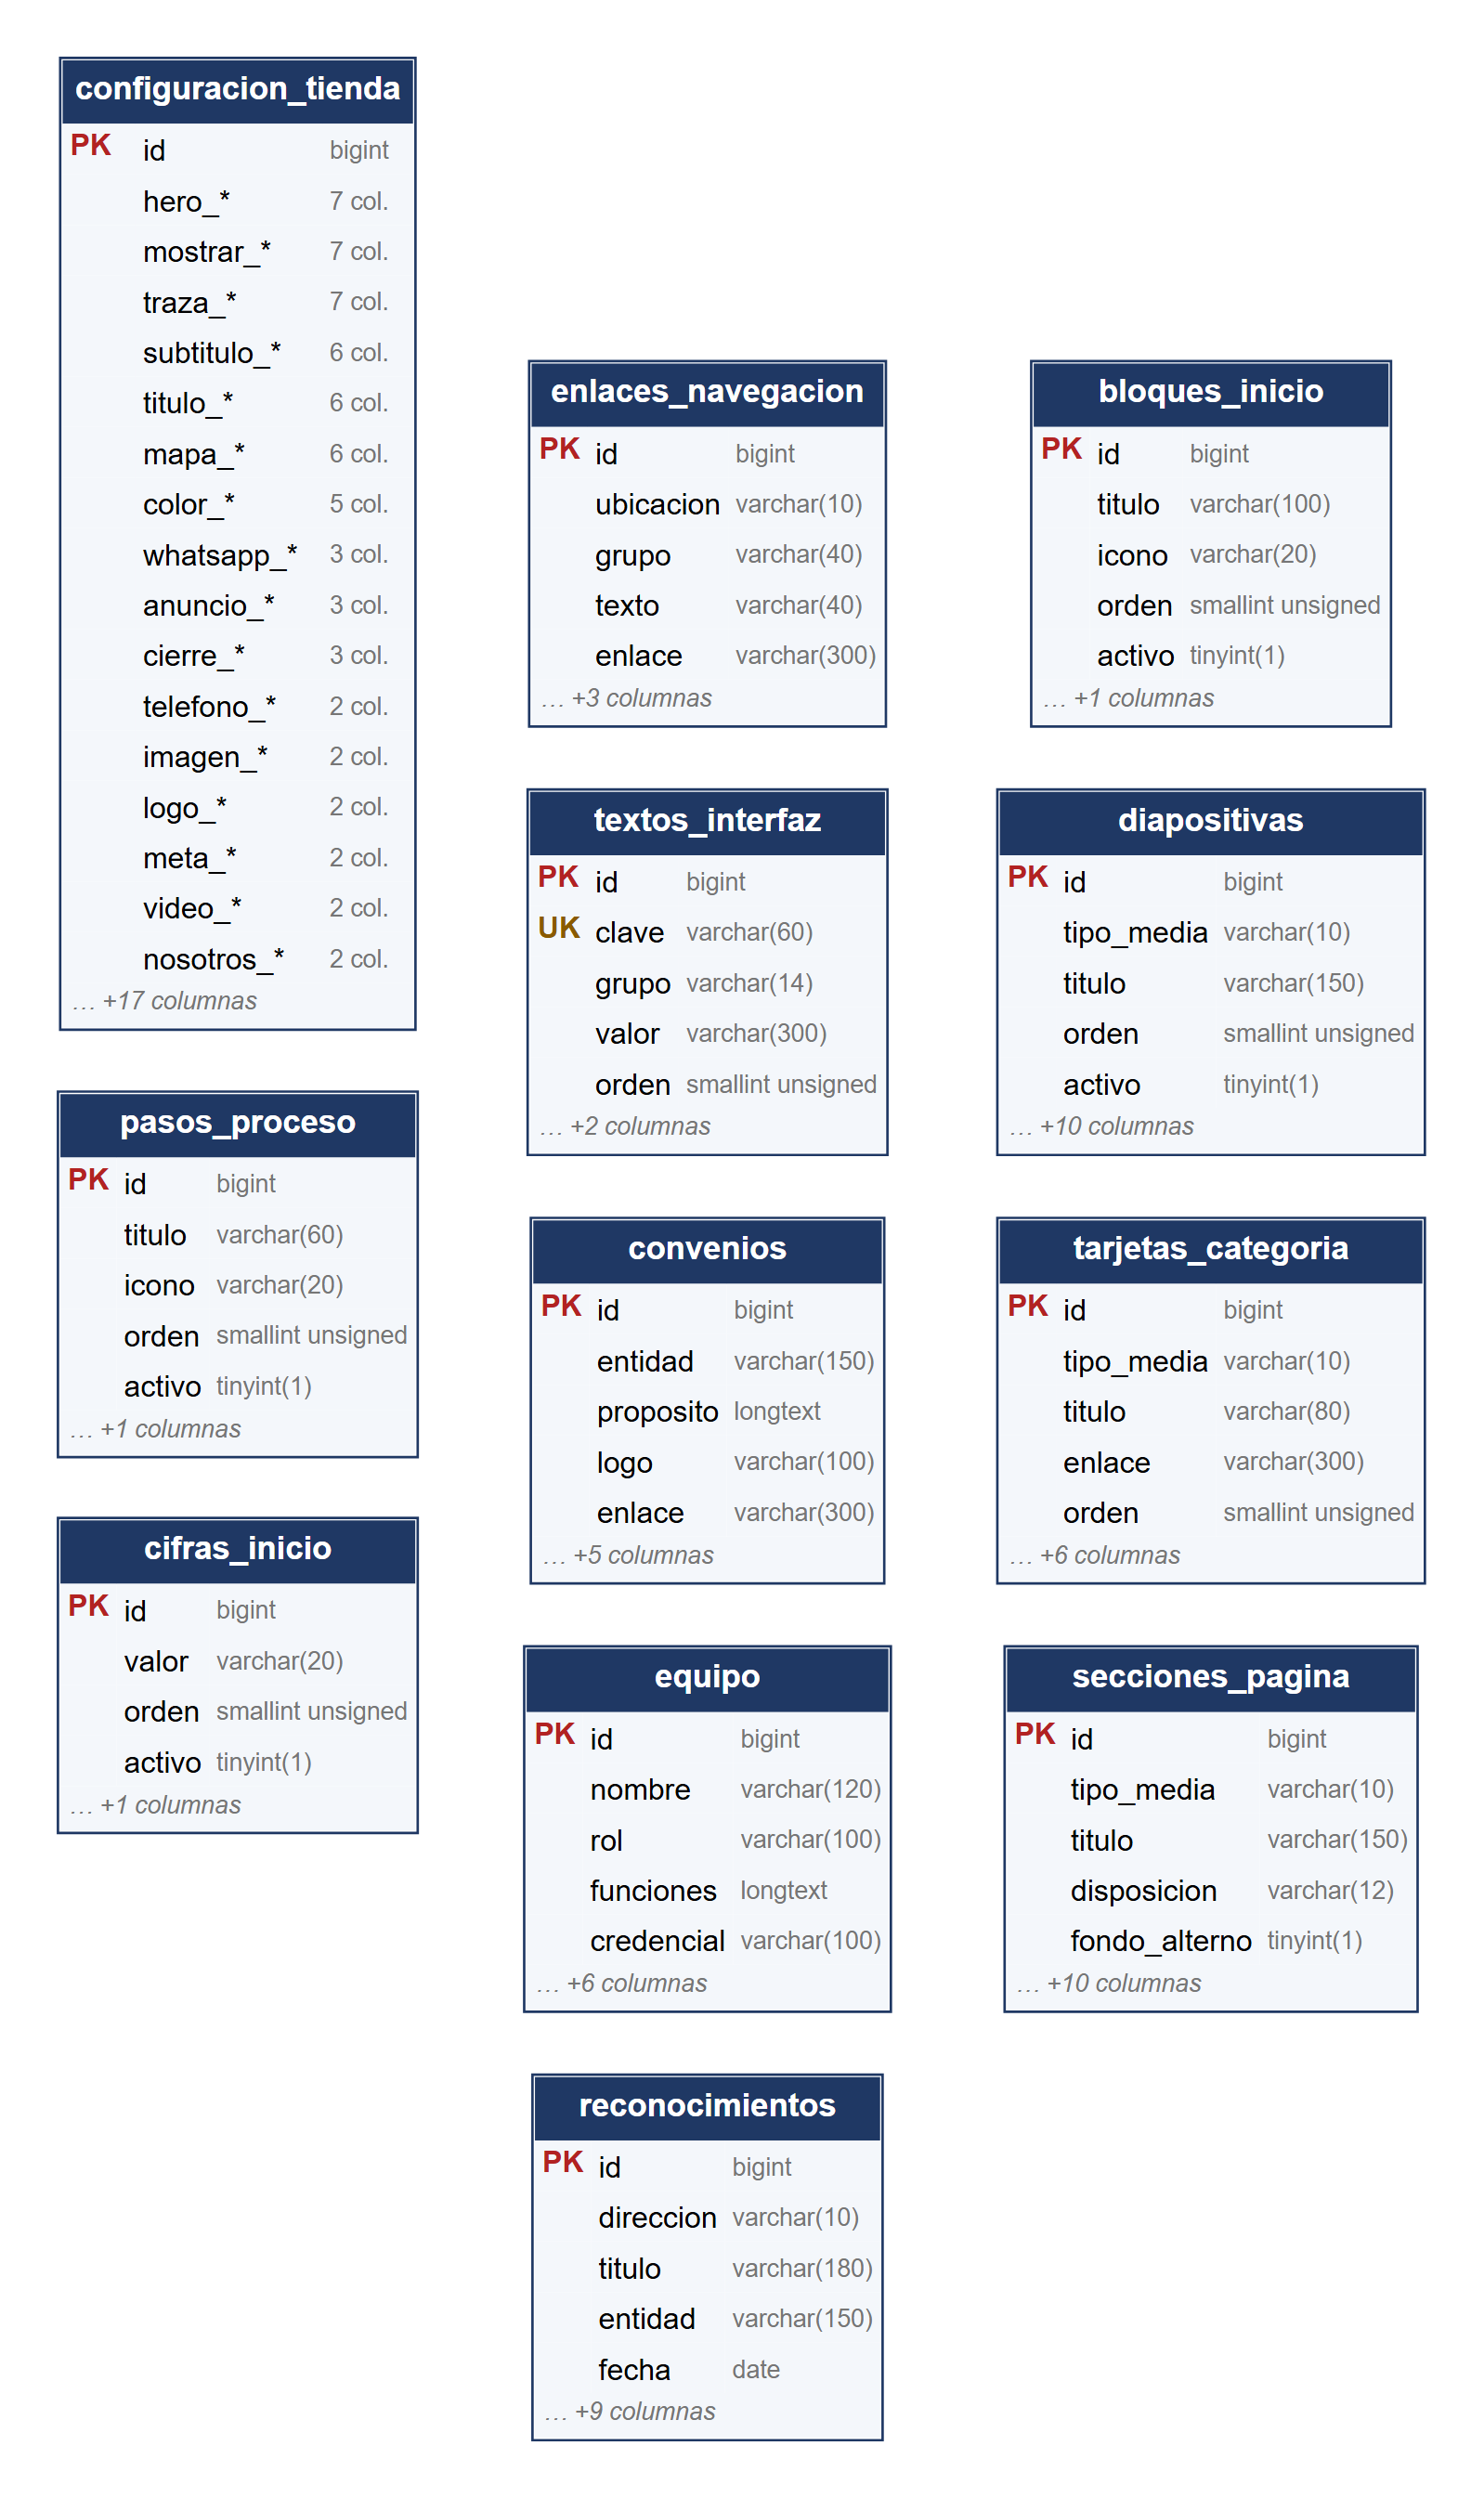 configuracion_tienda
PK id bigint
hero_* 7 col.
mostrar_* 7 col.
traza_* 7 col.
subtitulo_* 6 col.
titulo_* 6 col.
mapa_* 6 col.
color_* 5 col.
whatsapp_* 3 col.
anuncio_* 3 col.
cierre_* 3 col.
telefono_* 2 col.
imagen_* 2 col.
logo_* 2 col.
meta_* 2 col.
video_* 2 col.
nosotros_* 2 col.
... +17 columnas
pasos_proceso
PK id bigint
titulo varchar(60)
icono varchar(20)
orden smallint unsigned
activo tinyint(1)
... +1 columnas
cifras_inicio
PK id bigint
valor varchar(20)
orden smallint unsigned
activo tinyint(1)
... +1 columnas
enlaces_navegacion
PK id bigint
ubicacion varchar(10)
grupo varchar(40)
texto varchar(40)
enlace varchar(300)
... +3 columnas
textos_interfaz
PK id bigint
UK clave varchar(60)
grupo varchar(14)
valor varchar(300)
orden smallint unsigned
... +2 columnas
convenios
PK id bigint
entidad varchar(150)
proposito longtext
logo varchar(100)
enlace varchar(300)
... +5 columnas
equipo
PK id bigint
nombre varchar(120)
rol varchar(100)
funciones longtext
credencial varchar(100)
... +6 columnas
reconocimientos
PK id bigint
direccion varchar(10)
titulo varchar(180)
entidad varchar(150)
fecha date
... +9 columnas
bloques_inicio
PK id bigint
titulo varchar(100)
icono varchar(20)
orden smallint unsigned
activo tinyint(1)
... +1 columnas
diapositivas
PK id bigint
tipo_media varchar(10)
titulo varchar(150)
orden smallint unsigned
activo tinyint(1)
... +10 columnas
tarjetas_categoria
PK id bigint
tipo_media varchar(10)
titulo varchar(80)
enlace varchar(300)
orden smallint unsigned
... +6 columnas
secciones_pagina
PK id bigint
tipo_media varchar(10)
titulo varchar(150)
disposicion varchar(12)
fondo_alterno tinyint(1)
... +10 columnas